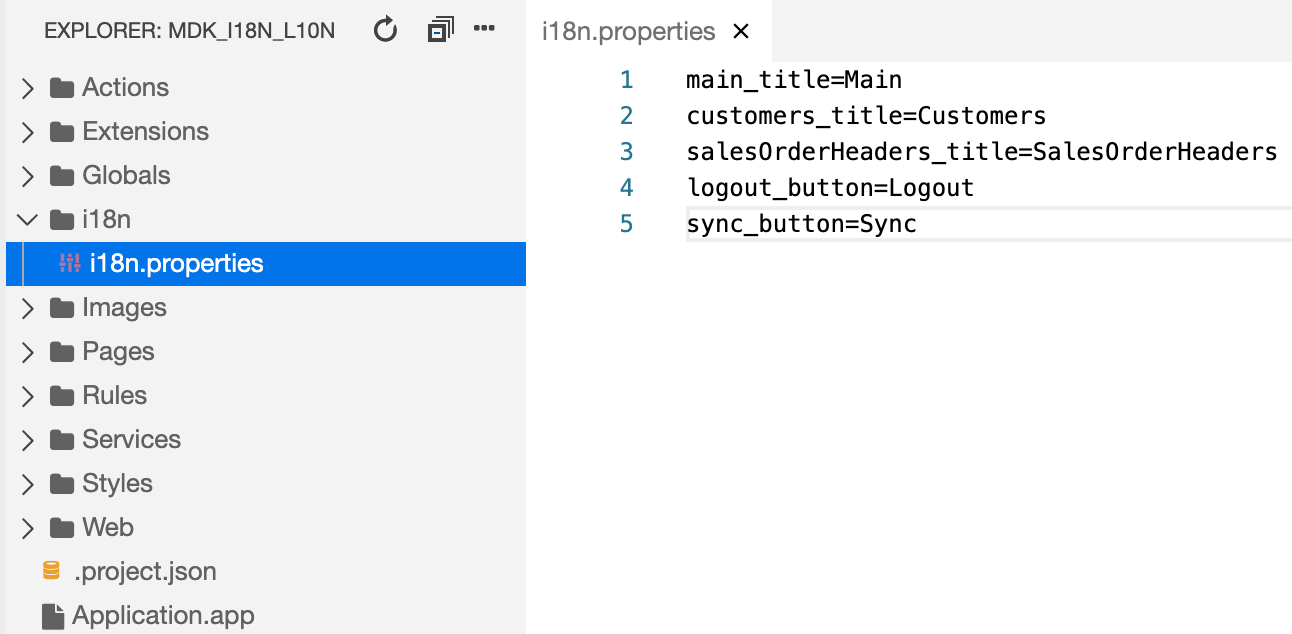 EXPLORER: MDK_I18N_L10N
Actions
Extensions
Globals
i18n
i18n.properties
Images
Pages
Rules
Services
Styles
Web
.project.json
Application.app
i18n.properties
1 main_title=Main
2 customers_title=Customers
3 salesOrderHeaders_title=SalesOrderHeaders
4 logout_button=Logout
5 sync_button=Sync